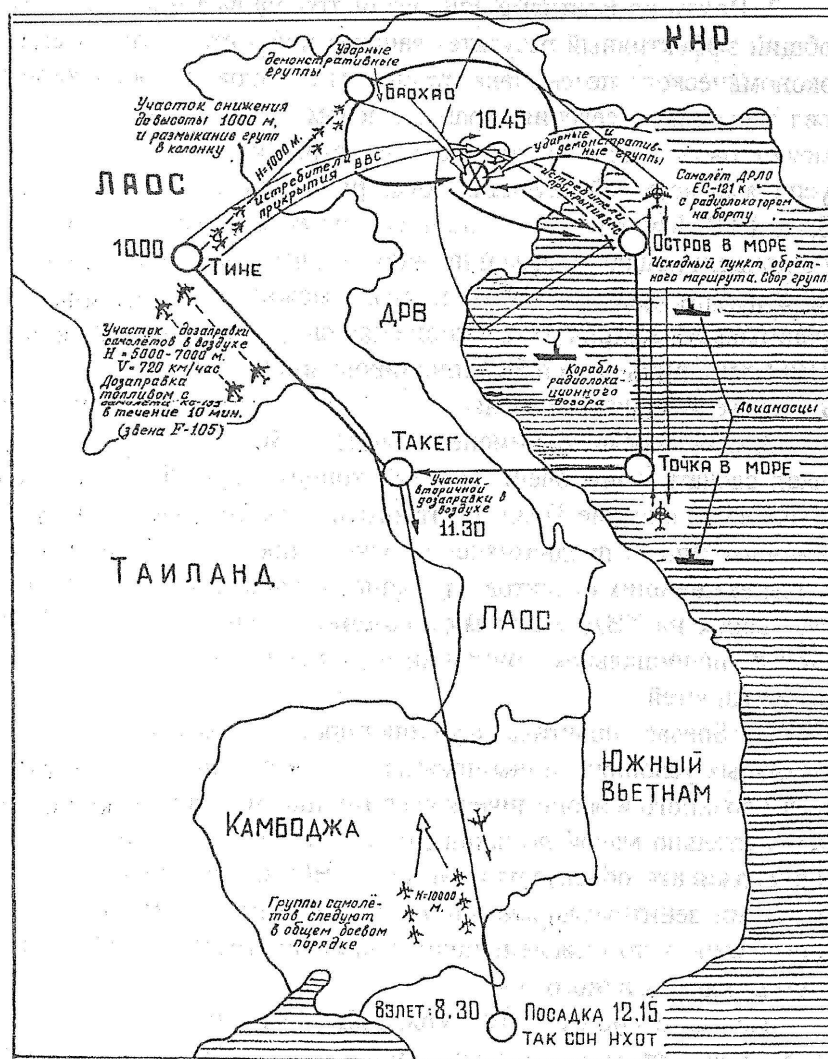 КНР
Ударные
демонстративные
группы
БАОХАО
10.45
Участок снижения
до высоты 1000 м,
и размыкание групп
в колонку
H=1000 м.
Истребители
прикрытия ВВС
ударные и
демонстратив-
ные группы
истребители
прикрытия
Самолёт ДРЛО
ЕС-121 К
с радиолокатором
на борту
ЛАОС
10.00
ТИНЕ
ОСТРОВ В МОРЕ
Исходный пункт обрат-
ного маршрута. Сбор групп
ДРВ
Участок дозаправки
самолётов в воздухе
H = 5000-7000 м.
V = 720 км/час
Дозаправка
топливом с
самолёта КС-135
в течение 10 мин.
(звена F-105)
Корабль
радиолока-
ционного
дозора
Авианосцы
ТАКЕГ
ТОЧКА В МОРЕ
Участок
вторичной
дозаправки в
воздухе
11.30
ТАИЛАНД
ЛАОС
ЮЖНЫЙ
ВЬЕТНАМ
КАМБОДЖА
H=10000
м.
Группы самолё-
тов следуют
в общем боевом
порядке
ВЗЛЕТ: 8.30
ПОСАДКА 12.15
ТАК СОН НХОТ